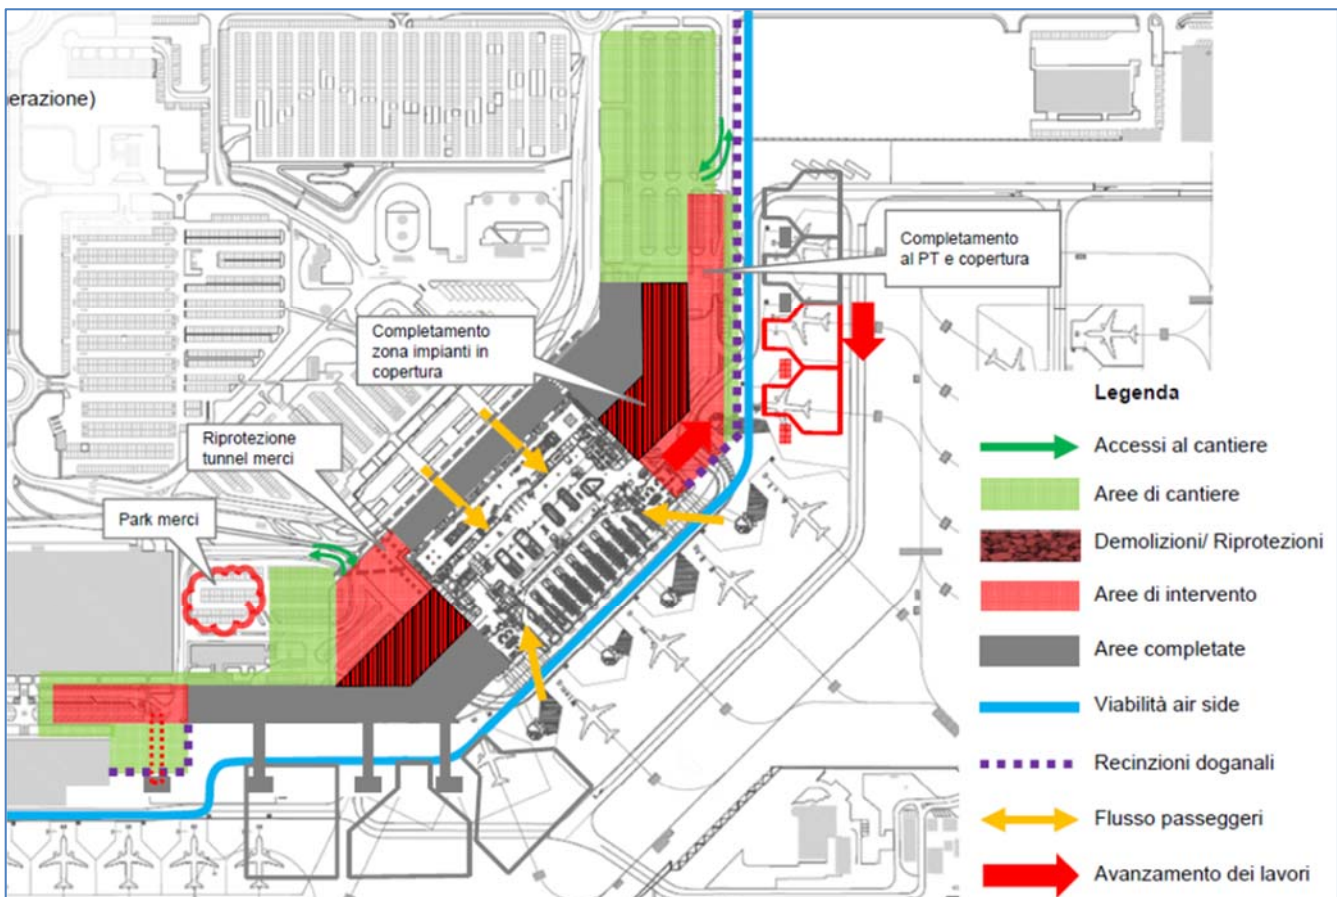 erazione)
Completamento
al PT e copertura
Completamento
zona impianti in
copertura
Riprotezione
tunnel merci
Park merci
Legenda
Accessi al cantiere
Aree di cantiere
Demolizioni/ Riprotezioni
Aree di intervento
Aree completate
Viabilità air side
Recinzioni doganali
Flusso passeggeri
Avanzamento dei lavori